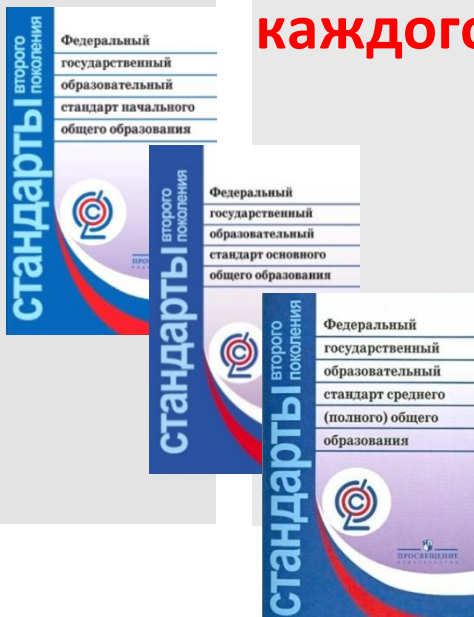 каждого
стандарты второго
поколения
Федеральный
государственный
образовательный
стандарт начального
общего образования
стандарты второго
поколения
Федеральный
государственный
образовательный
стандарт основного
общего образования
стандарты второго
поколения
Федеральный
государственный
образовательный
стандарт среднего
(полного) общего
образования
ПРОСВЕЩЕНИЕ